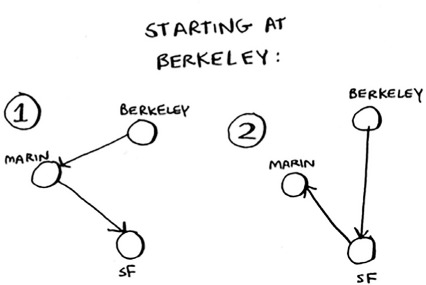 STARTING AT
BERKELEY:
1
BERKELEY
MARIN
SF
2
BERKELEY
MARIN
SF